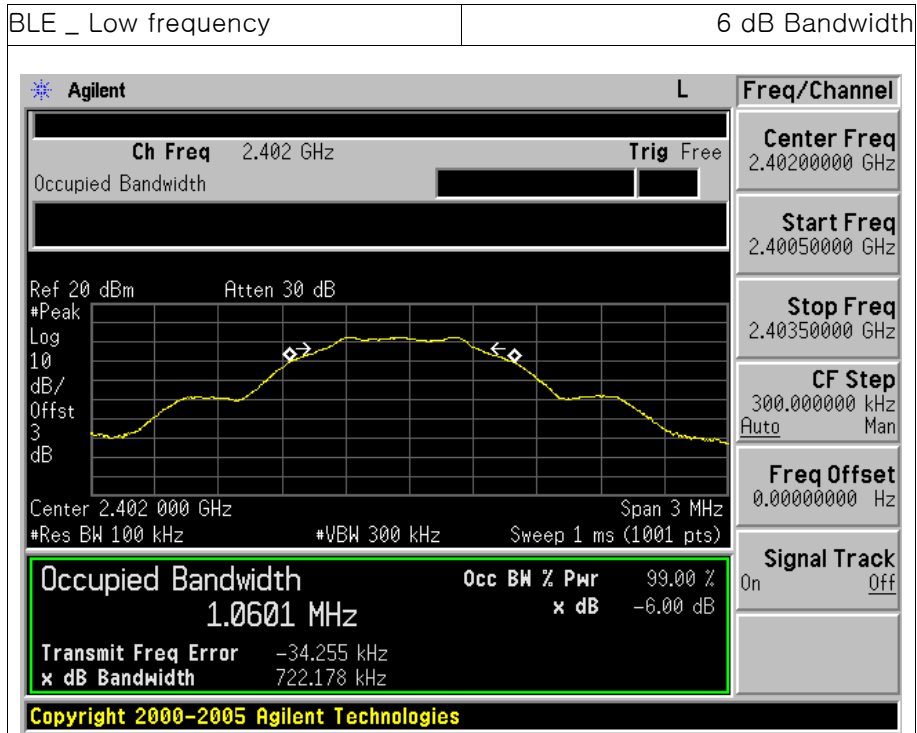 BLE _ Low frequency
6 dB Bandwidth
Agilent
L
Freq/Channel
Ch Freq 2.402 GHz
Trig Free
Occupied Bandwidth
Center Freq
2.40200000 GHz
Start Freq
2.40050000 GHz
Stop Freq
2.40350000 GHz
CF Step
300.000000 kHz
Auto Man
Freq Offset
0.00000000 Hz
Signal Track
On Off
Ref 20 dBm
Atten 30 dB
#Peak
Log
10
dB/
Offst
3
dB
Center 2.402 000 GHz
Span 3 MHz
#Res BW 100 kHz
#VBW 300 kHz
Sweep 1 ms (1001 pts)
Occupied Bandwidth
1.0601 MHz
Occ BW % Pwr 99.00 %
x dB -6.00 dB
Transmit Freq Error -34.255 kHz
x dB Bandwidth 722.178 kHz
Copyright 2000-2005 Agilent Technologies